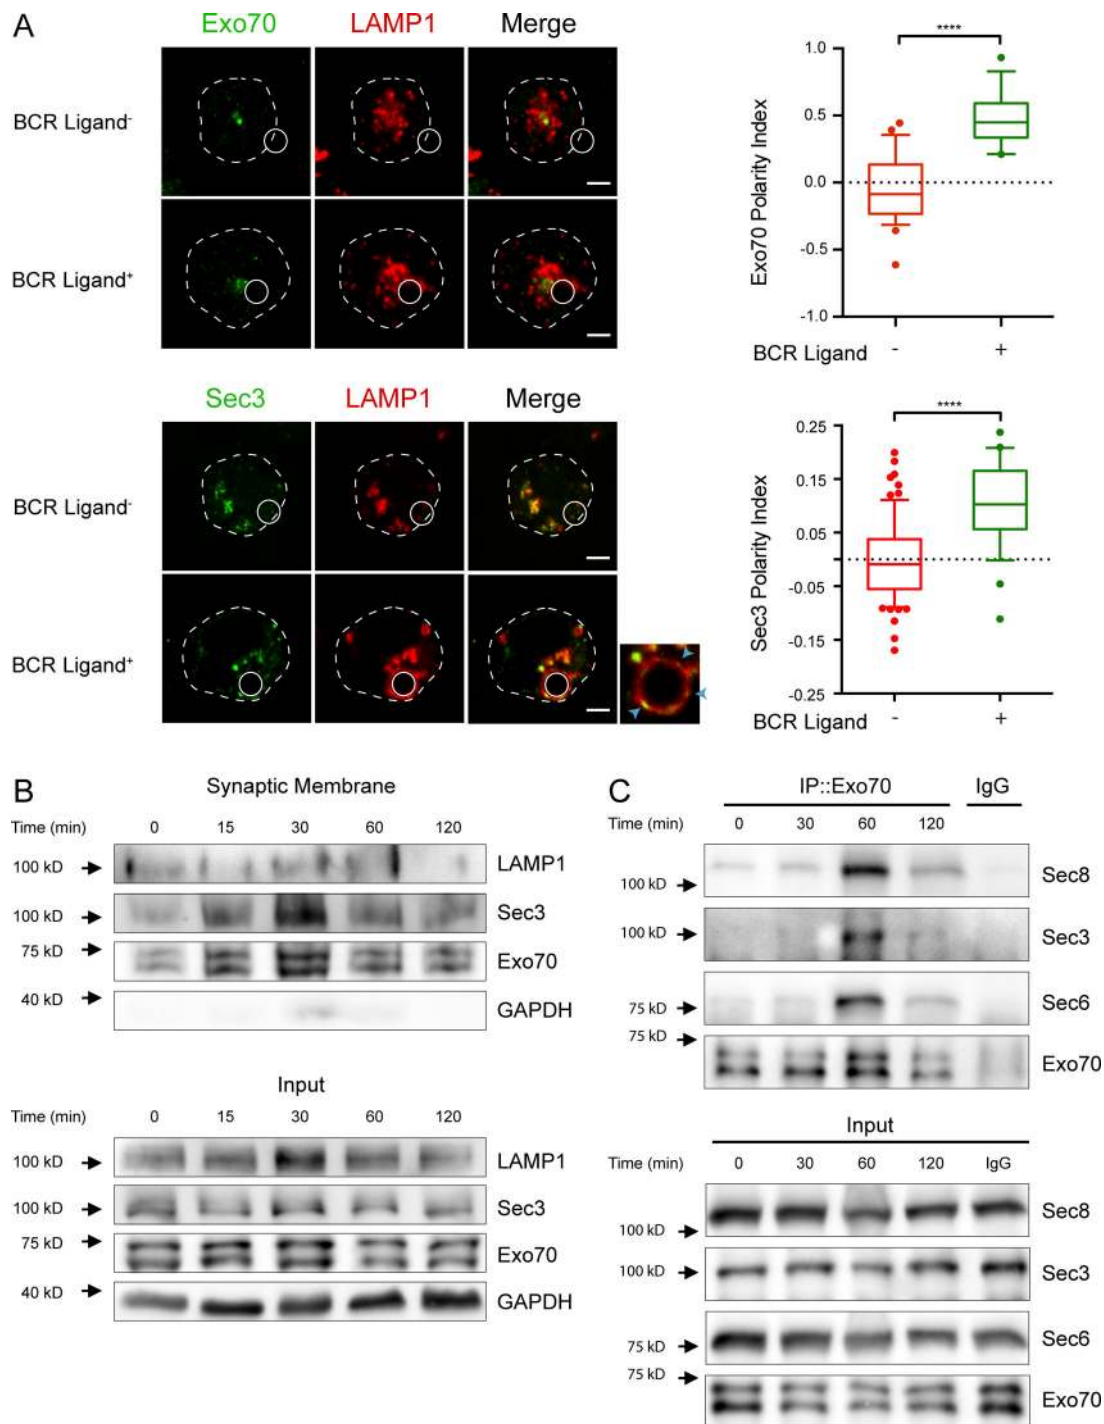 A
Exo70 LAMP1 Merge
BCR Ligand-
BCR Ligand+
****
Exo70 Polarity Index
1.0
0.5
0.0
-0.5
-1.0
- +
BCR Ligand
Sec3 LAMP1 Merge
BCR Ligand-
BCR Ligand+
****
Sec3 Polarity Index
0.25
0.15
0.05
-0.05
-0.15
-0.25
- +
BCR Ligand
B
Synaptic Membrane
Time (min) 0 15 30 60 120
100 kD LAMP1
100 kD Sec3
75 kD Exo70
40 kD GAPDH
Input
Time (min) 0 15 30 60 120
100 kD LAMP1
100 kD Sec3
75 kD Exo70
40 kD GAPDH
C
IP::Exo70 IgG
Time (min) 0 30 60 120
100 kD Sec8
100 kD Sec3
75 kD Sec6
75 kD Exo70
Input
Time (min) 0 30 60 120 IgG
100 kD Sec8
100 kD Sec3
75 kD Sec6
75 kD Exo70